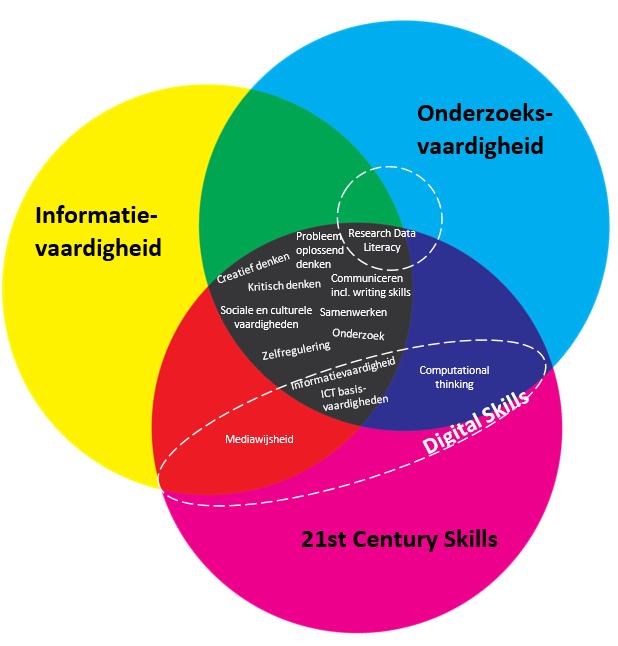 Onderzoeks-
vaardigheid
Informatie-
vaardigheid
Research Data
Literacy
Probleem
oplossend
denken
Creatief denken
Kritisch denken
Communiceren
incl. writing skills
Sociale en culturele
vaardigheden
Samenwerken
Onderzoek
Zelfregulering
Informatievaardigheid
ICT basis-
vaardigheden
Computational
thinking
Mediawijsheid
Digital Skills
21st Century Skills